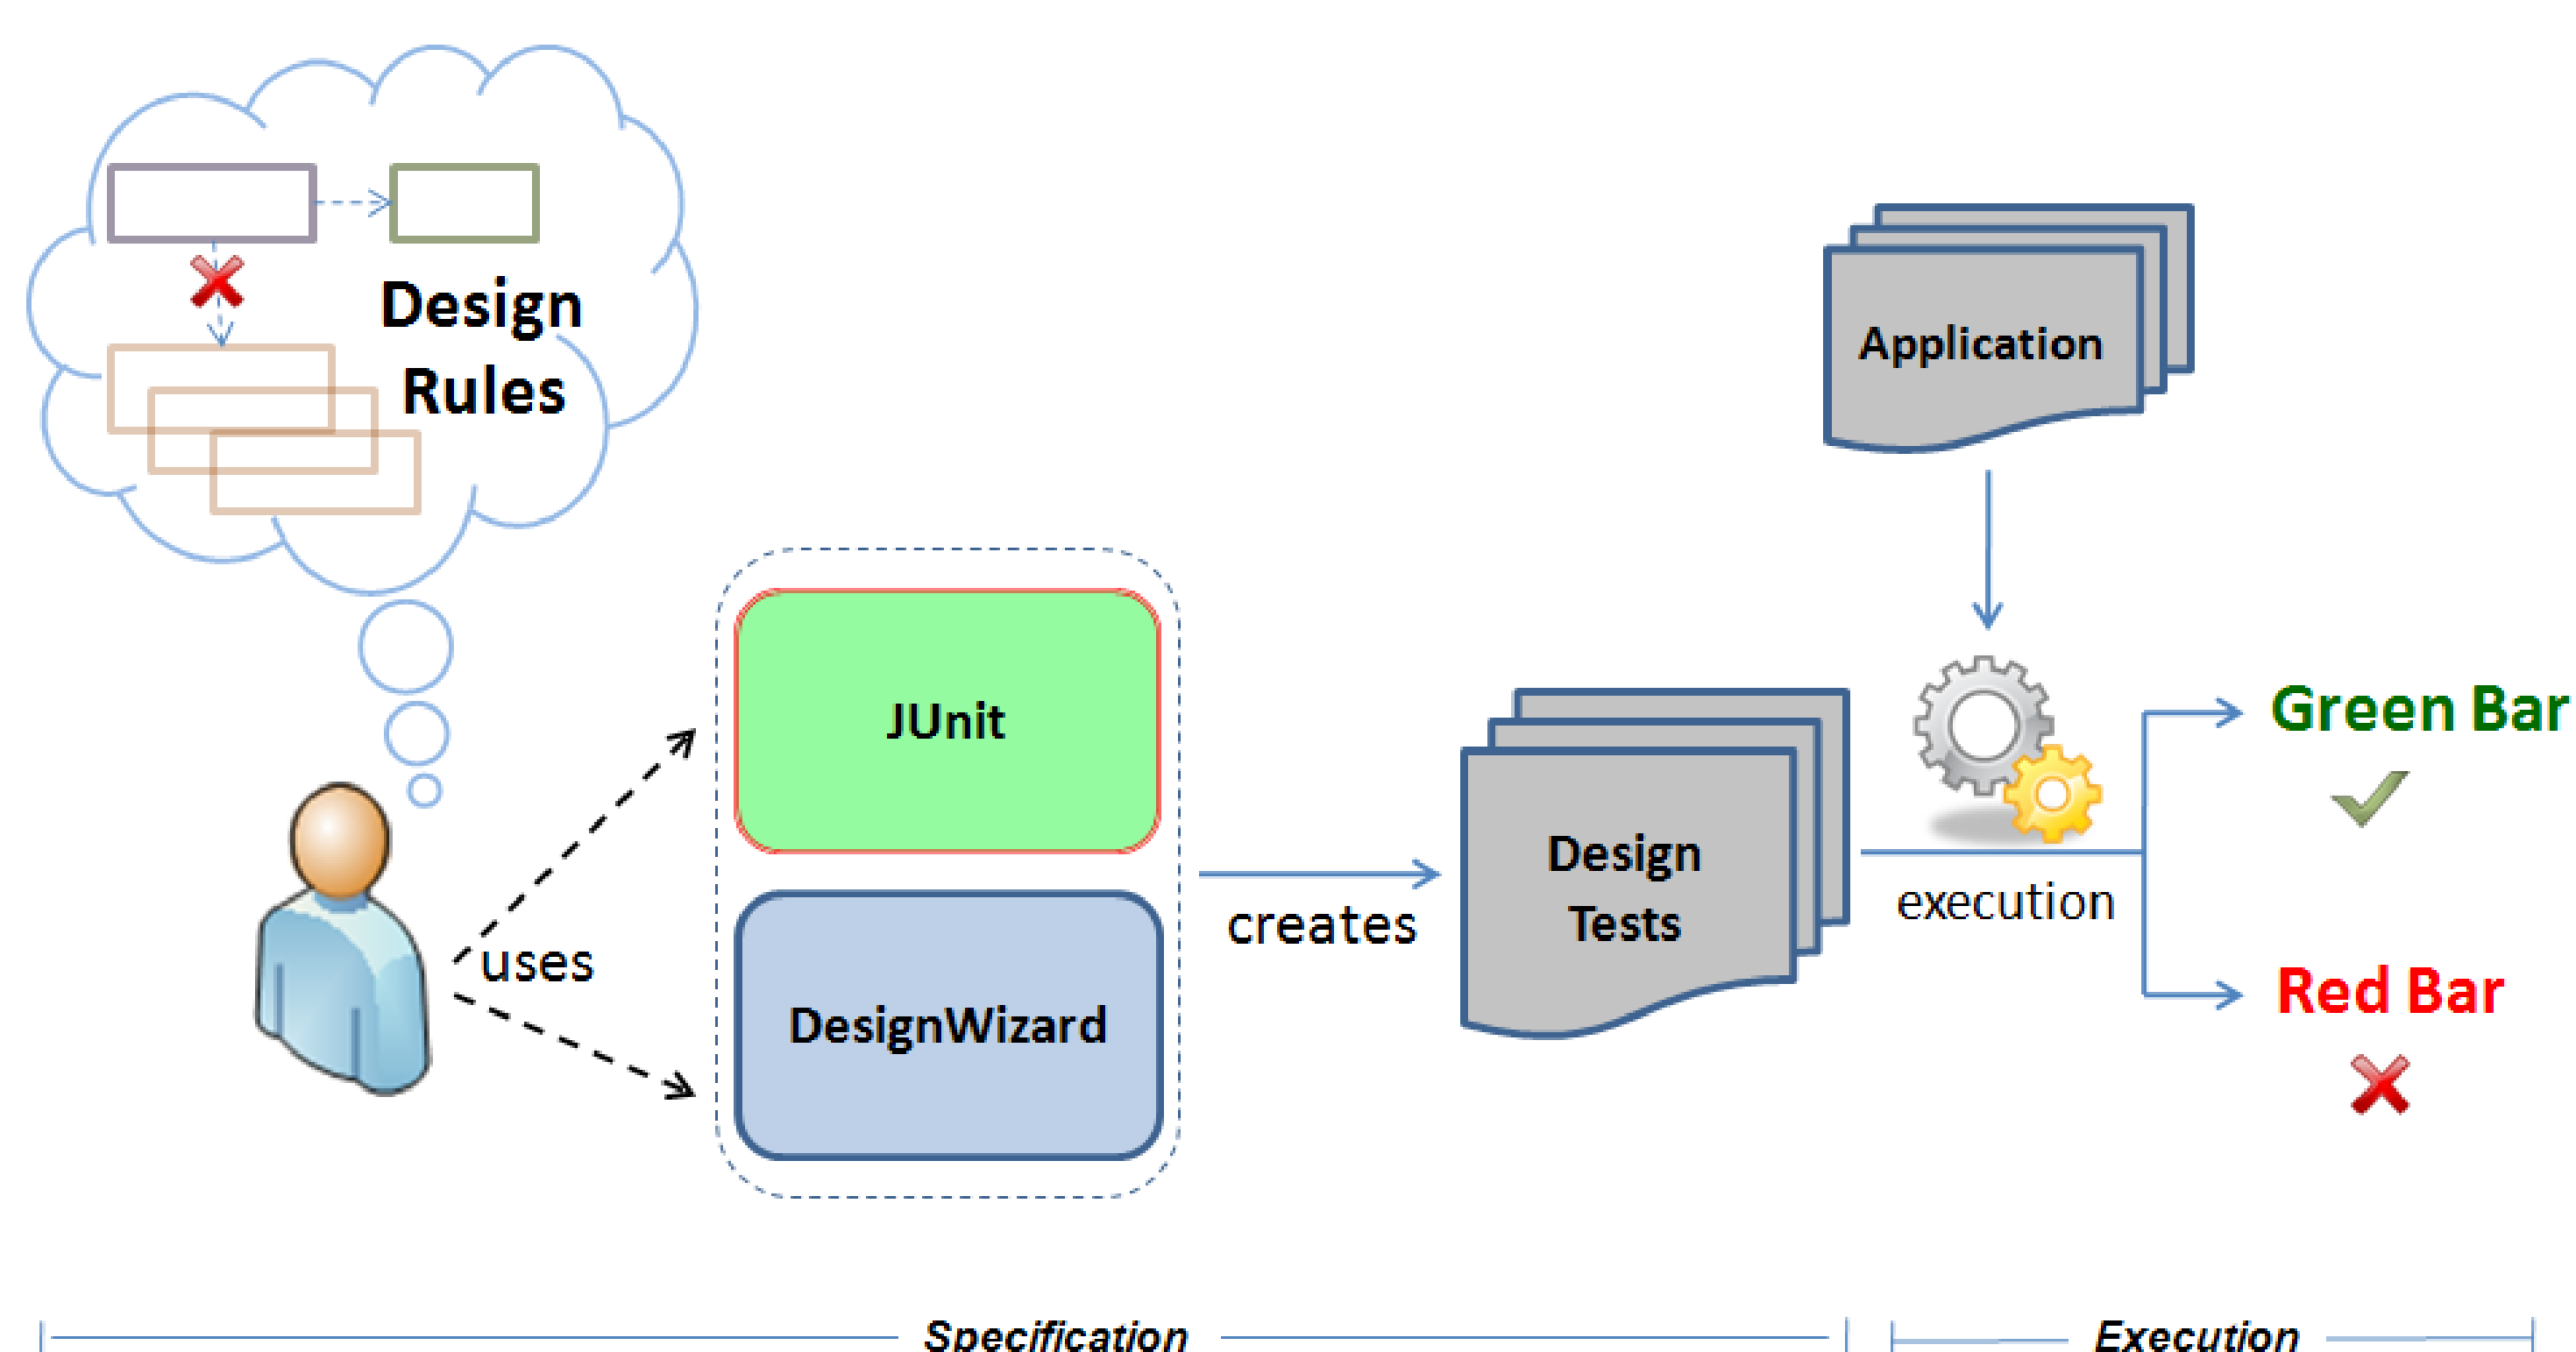 Design
Rules
Application
JUnit
Green Bar
Design
Tests
creates
execution
uses
Red Bar
DesignWizard
Specification
Execution